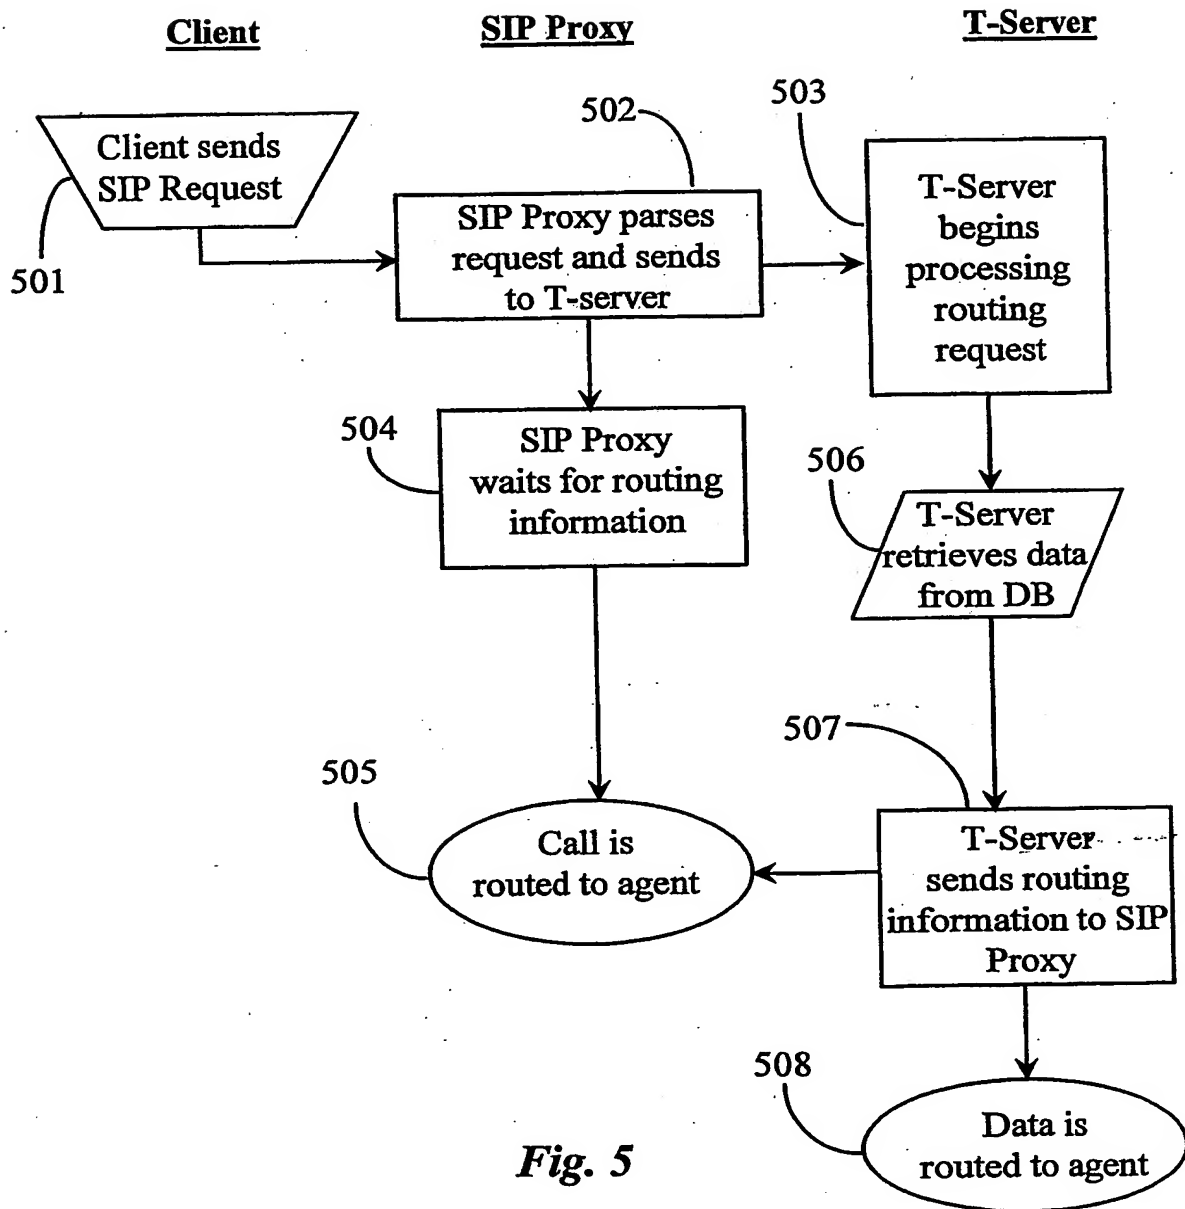 Client
SIP Proxy
T-Server
501
Client sends
SIP Request
502
SIP Proxy parses
request and sends
to T-server
503
T-Server
begins
processing
routing
request
504
SIP Proxy
waits for routing
information
506
T-Server
retrieves data
from DB
505
Call is
routed to agent
507
T-Server
sends routing
information to SIP
Proxy
508
Data is
routed to agent
Fig. 5